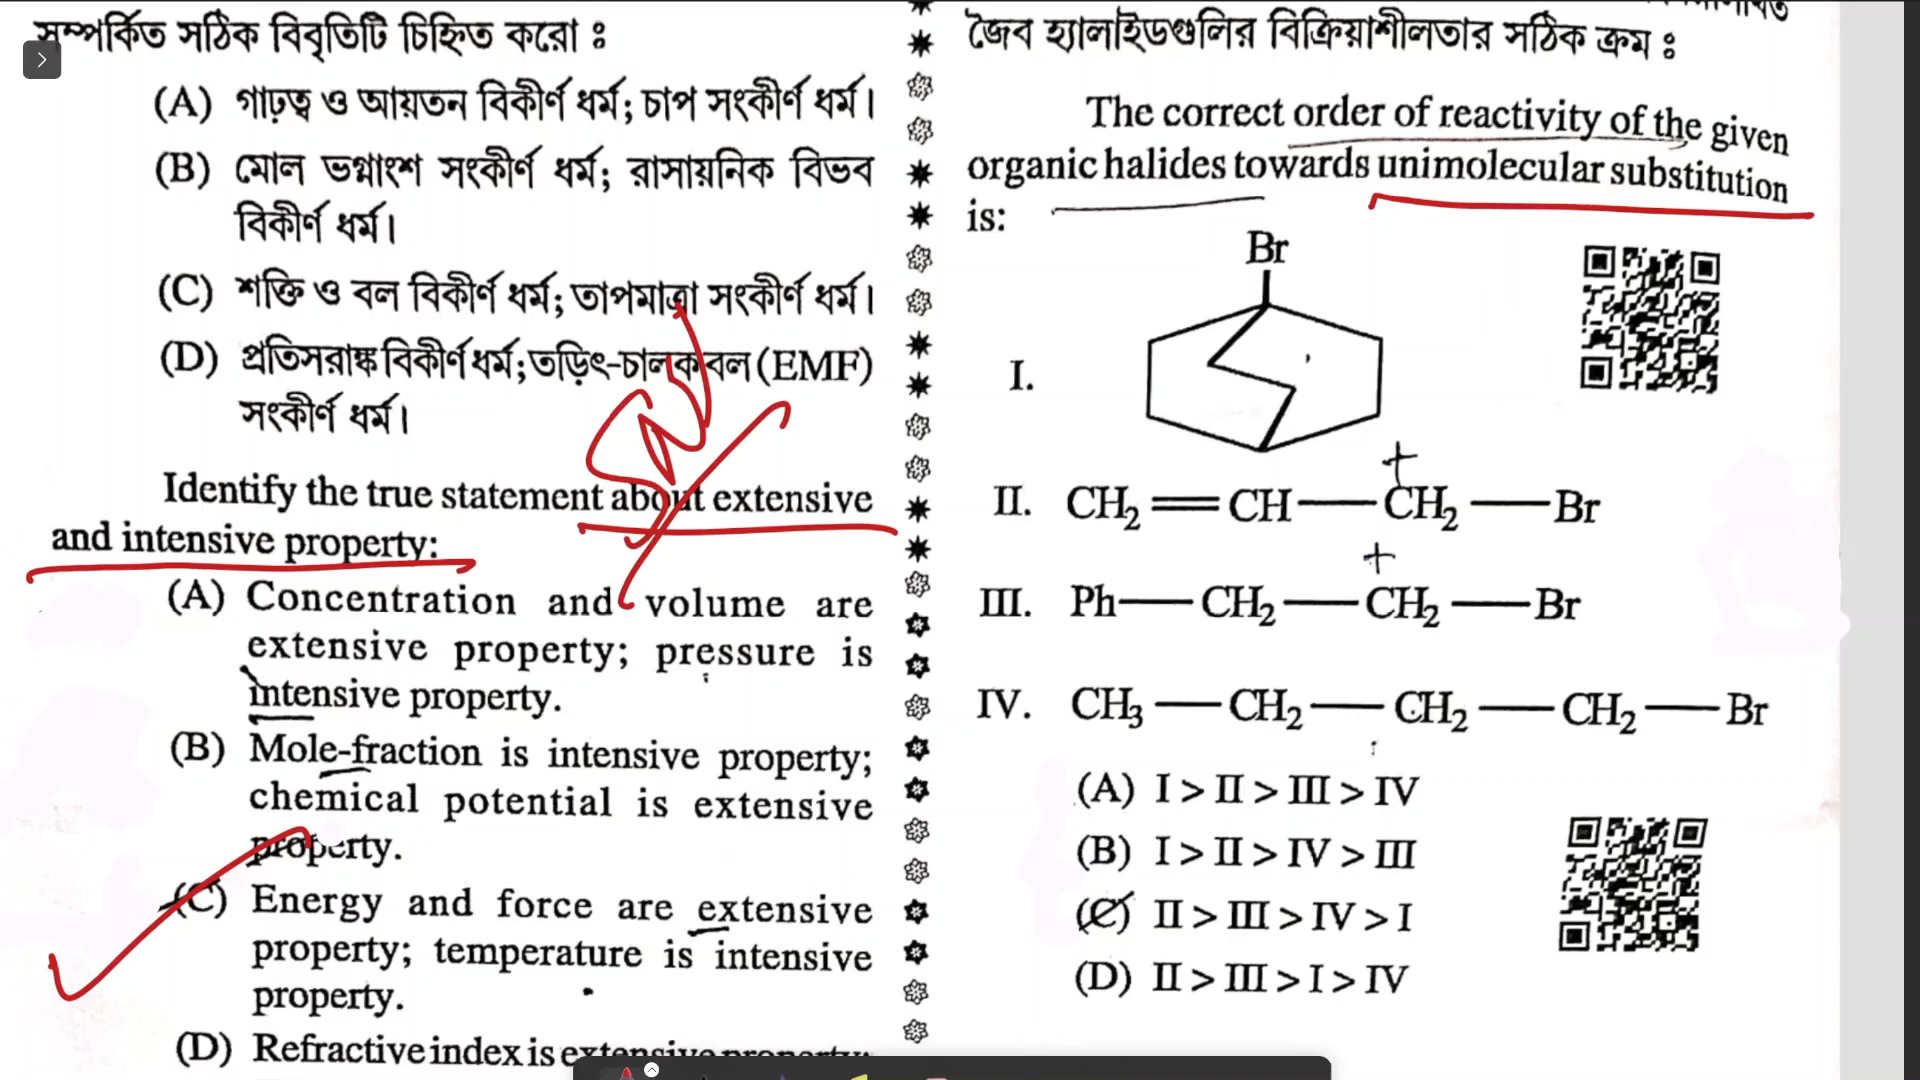 সম্পর্কিত সঠিক বিবৃতিটি চিহ্নিত করো ঃ
(A) গাঢ়ত্ব ও আয়তন বিকীর্ণ ধর্ম; চাপ সংকীর্ণ ধর্ম।
(B) মোল ভগ্নাংশ সংকীর্ণ ধর্ম; রাসায়নিক বিভব
বিকীর্ণ ধর্ম।
(C) শক্তি ও বল বিকীর্ণ ধর্ম; তাপমাত্রা সংকীর্ণ ধর্ম।
(D) প্রতিসরাঙ্ক বিকীর্ণ ধর্ম; তড়িৎ-চালক বল (EMF)
সংকীর্ণ ধর্ম।
Identify the true statement about extensive
and intensive property:
(A) Concentration and volume are
extensive property; pressure is
intensive property.
(B) Mole-fraction is intensive property;
chemical potential is extensive
property.
(C) Energy and force are extensive
property; temperature is intensive
property.
(D) Refractive index is extensive property;
জৈব হ্যালাইডগুলির বিক্রিয়াশীলতার সঠিক ক্রম ঃ
The correct order of reactivity of the given
organic halides towards unimolecular substitution
is:
Br
I.
+
II. CH₂ = CH — CH₂ — Br
+
III. Ph — CH₂ — CH₂ — Br
IV. CH₃ — CH₂ — CH₂ — CH₂ — Br
(A) I > II > III > IV
(B) I > II > IV > III
(C) II > III > IV > I
(D) II > III > I > IV
SN1